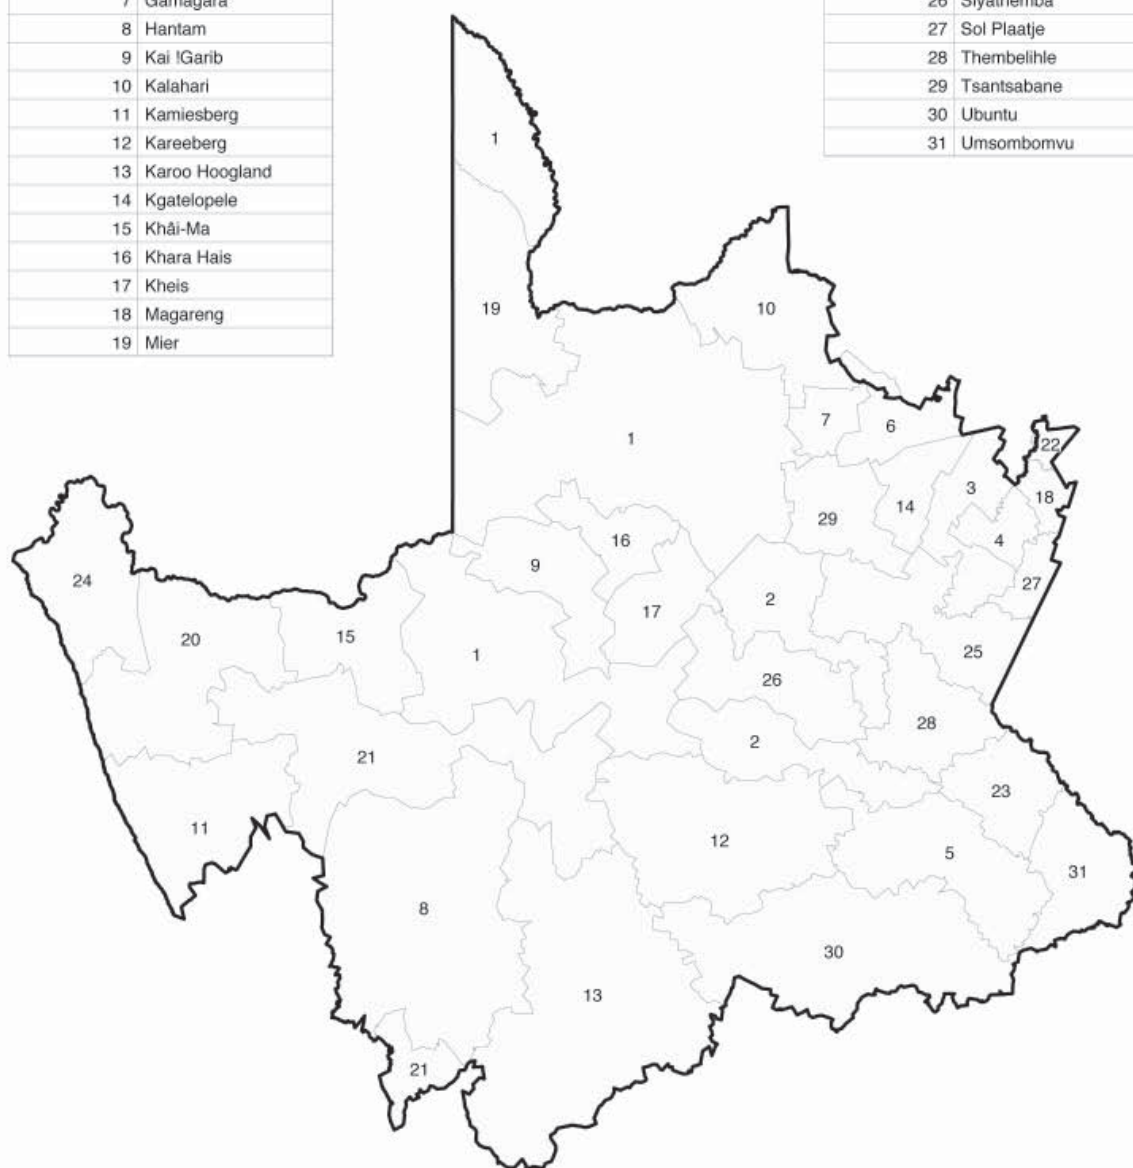 7 Gamagara
8 Hantam
9 Kai !Garib
10 Kalahari
11 Kamiesberg
12 Kareeberg
13 Karoo Hoogland
14 Kgatelopele
15 Khâi-Ma
16 Khara Hais
17 Kheis
18 Magareng
19 Mier
26 Siyathemba
27 Sol Plaatje
28 Thembelihle
29 Tsantsabane
30 Ubuntu
31 Umsombomvu
1
19
10
7
6
22
1
3
18
14
29
4
16
9
24
27
2
17
20
15
25
1
26
28
2
21
23
11
12
5
31
8
30
13
21